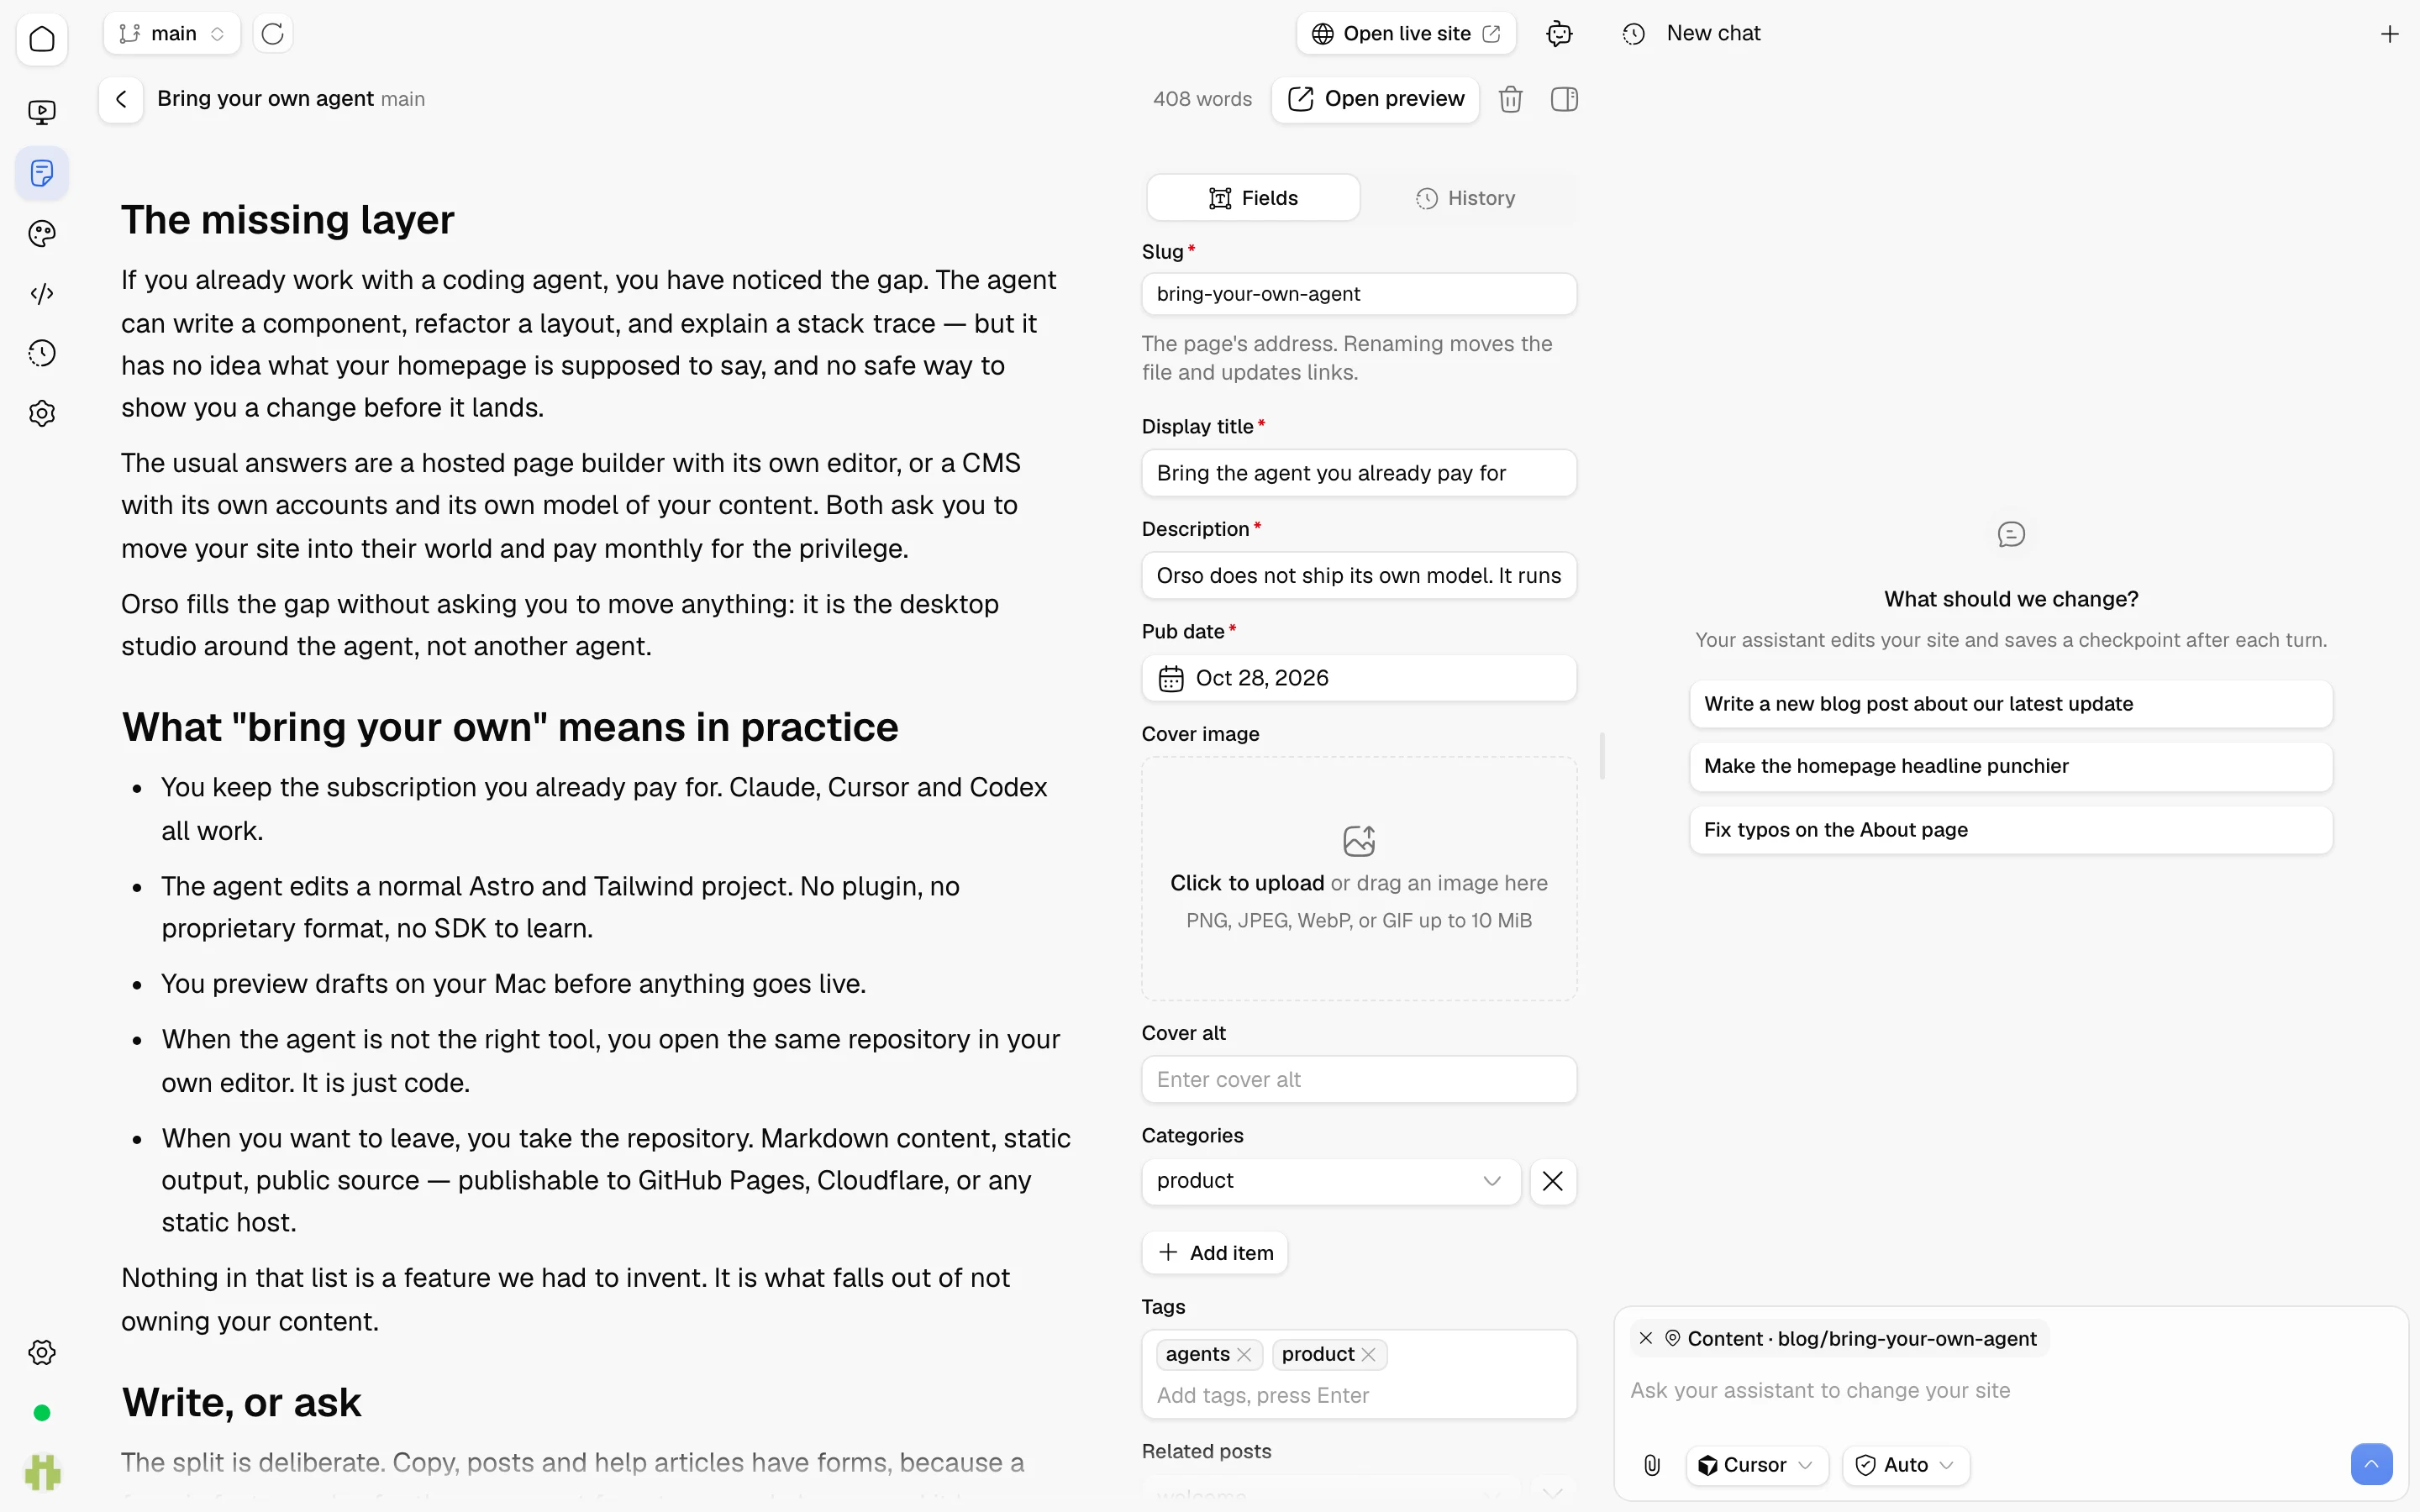 main
Open live site
New chat
Bring your own agent main
408 words
Open preview
The missing layer
If you already work with a coding agent, you have noticed the gap. The agent
can write a component, refactor a layout, and explain a stack trace — but it
has no idea what your homepage is supposed to say, and no safe way to
show you a change before it lands.
The usual answers are a hosted page builder with its own editor, or a CMS
with its own accounts and its own model of your content. Both ask you to
move your site into their world and pay monthly for the privilege.
Orso fills the gap without asking you to move anything: it is the desktop
studio around the agent, not another agent.
What "bring your own" means in practice
• You keep the subscription you already pay for. Claude, Cursor and Codex
all work.
• The agent edits a normal Astro and Tailwind project. No plugin, no
proprietary format, no SDK to learn.
• You preview drafts on your Mac before anything goes live.
• When the agent is not the right tool, you open the same repository in your
own editor. It is just code.
• When you want to leave, you take the repository. Markdown content, static
output, public source — publishable to GitHub Pages, Cloudflare, or any
static host.
Nothing in that list is a feature we had to invent. It is what falls out of not
owning your content.
Write, or ask
The split is deliberate. Copy, posts and help articles have forms, because a
Fields
History
Slug*
bring-your-own-agent
The page's address. Renaming moves the
file and updates links.
Display title*
Bring the agent you already pay for
Description*
Orso does not ship its own model. It runs
Pub date*
Oct 28, 2026
Cover image
Click to upload or drag an image here
PNG, JPEG, WebP, or GIF up to 10 MiB
Cover alt
Enter cover alt
Categories
product
Add item
Tags
agents
product
Add tags, press Enter
Related posts
welcome
What should we change?
Your assistant edits your site and saves a checkpoint after each turn.
Write a new blog post about our latest update
Make the homepage headline punchier
Fix typos on the About page
Content · blog/bring-your-own-agent
Ask your assistant to change your site
Cursor
Auto